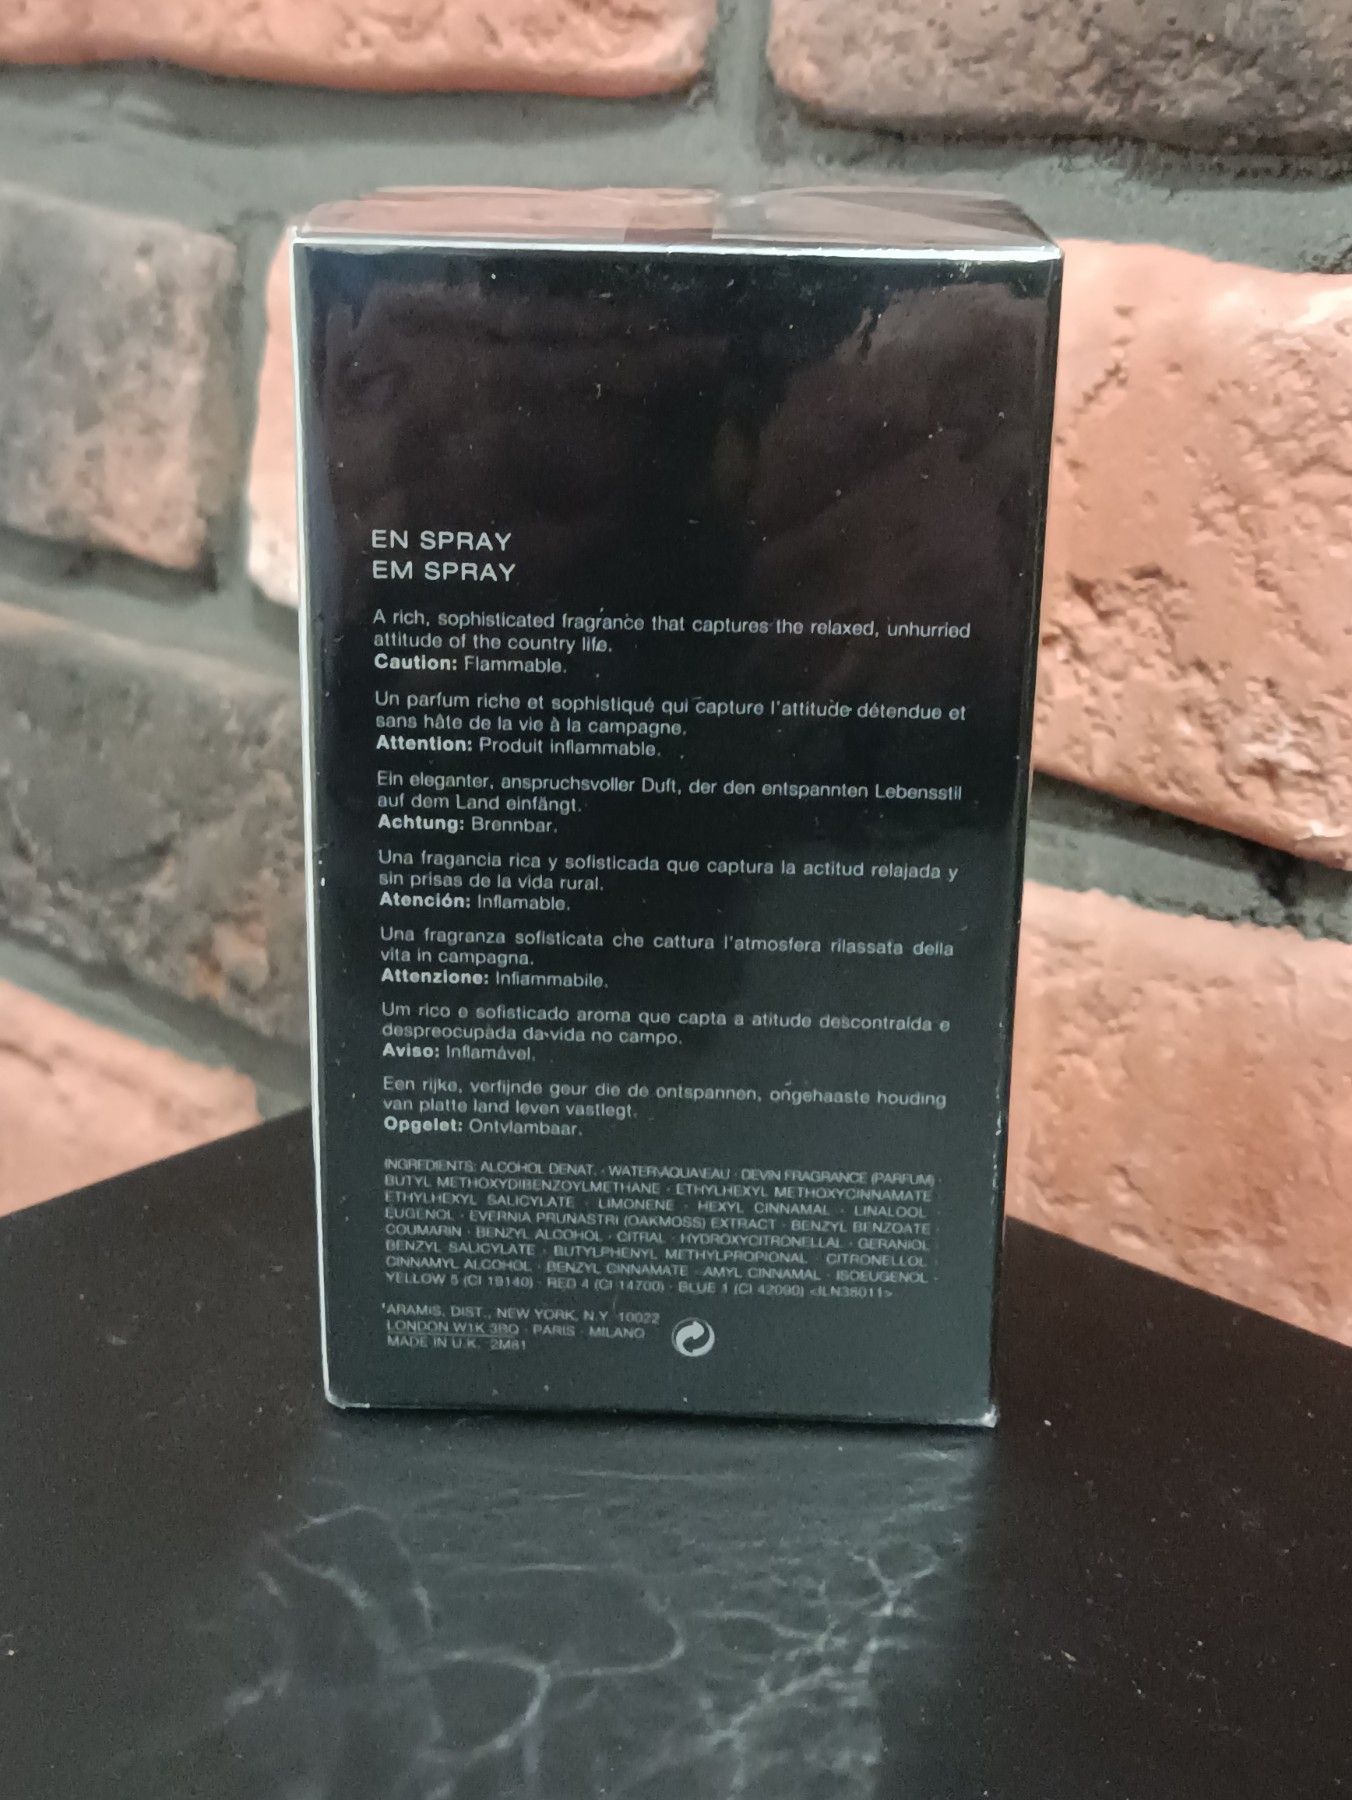 EN SPRAY
EM SPRAY
A rich, sophisticated fragrance that captures the relaxed, unhurried
attitude of the country life.
Caution: Flammable.
Un parfum riche et sophistiqué qui capture l'attitude détendue et
sans hâte de la vie à la campagne.
Attention: Produit inflammable.
Ein eleganter, anspruchsvoller Duft, der den entspannten Lebensstil
auf dem Land einfängt.
Achtung: Brennbar.
Una fragancia rica y sofisticada que captura la actitud relajada y
sin prisas de la vida rural.
Atención: Inflamable.
Una fragranza sofisticata che cattura l'atmosfera rilassata della
vita in campagna.
Attenzione: Infiammabile.
Um rico e sofisticado aroma que capta a atitude descontraída e
despreocupada da vida no campo.
Aviso: Inflamável.
Een rijke, verfijnde geur die de ontspannen, ongehaaste houding
van platte land leven vastlegt.
Opgelet: Ontvlambaar.
INGREDIENTS: ALCOHOL DENAT. · WATER\AQUA\EAU · DEVIN FRAGRANCE (PARFUM) ·
BUTYL METHOXYDIBENZOYLMETHANE · ETHYLHEXYL METHOXYCINNAMATE
ETHYLHEXYL SALICYLATE · LIMONENE · HEXYL CINNAMAL · LINALOOL
EUGENOL · EVERNIA PRUNASTRI (OAKMOSS) EXTRACT · BENZYL BENZOATE ·
COUMARIN · BENZYL ALCOHOL · CITRAL · HYDROXYCITRONELLAL · GERANIOL ·
BENZYL SALICYLATE · BUTYLPHENYL METHYLPROPIONAL · CITRONELLOL ·
CINNAMYL ALCOHOL · BENZYL CINNAMATE · AMYL CINNAMAL · ISOEUGENOL ·
YELLOW 5 (CI 19140) · RED 4 (CI 14700) · BLUE 1 (CI 42090) <ILN38011>
ARAMIS, DIST., NEW YORK, N.Y. 10022
LONDON W1K 3BQ · PARIS · MILANO
MADE IN U.K. 2M81